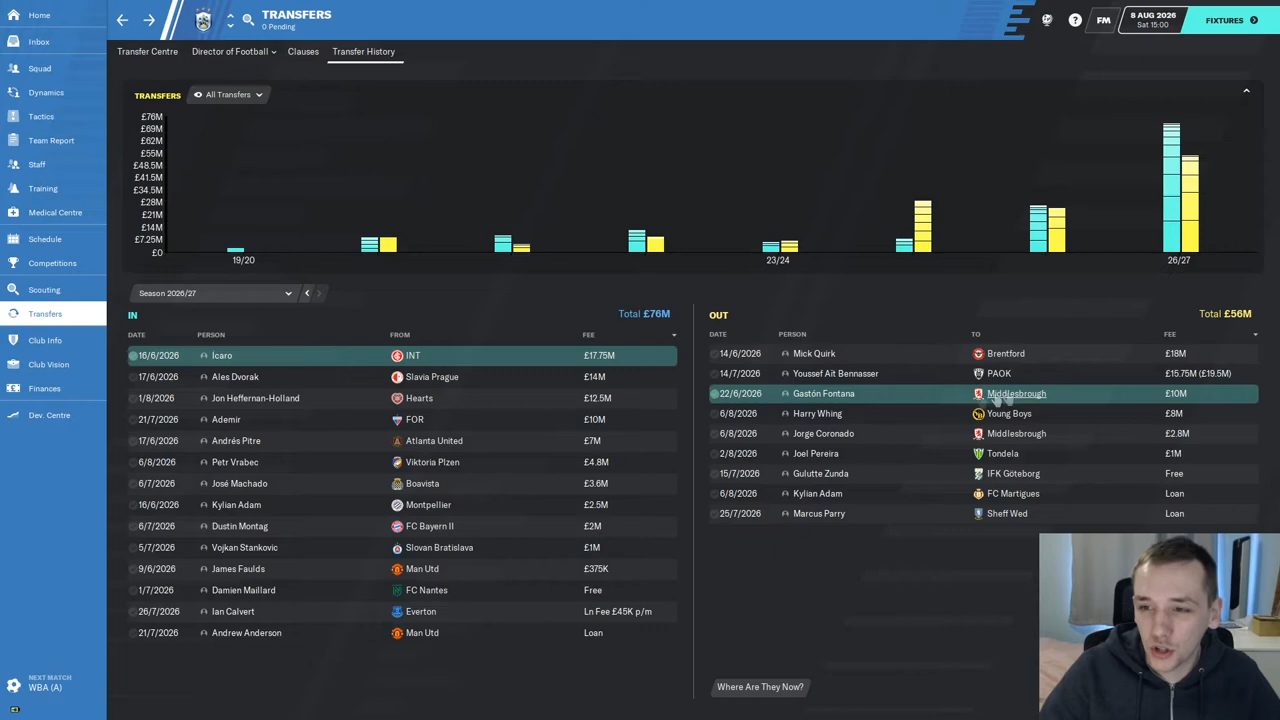 Home
TRANSFERS
0 Pending
FM
8 AUG 2026
Sat 15:00
FIXTURES
Inbox
Squad
Dynamics
Tactics
Team Report
Staff
Training
Medical Centre
Schedule
Competitions
Scouting
Transfers
Club Info
Club Vision
Finances
Dev. Centre
NEXT MATCH
WBA (A)
Transfer Centre Director of Football Clauses Transfer History
TRANSFERS All Transfers
£76M
£69M
£62M
£55M
£48.5M
£41.5M
£34.5M
£28M
£21M
£14M
£7.25M
£0
19/20 23/24 26/27
Season 2026/27
IN Total £76M
DATE PERSON FROM FEE
16/6/2026 Icaro INT £17.75M
17/6/2026 Ales Dvorak Slavia Prague £14M
1/8/2026 Jon Heffernan-Holland Hearts £12.5M
21/7/2026 Ademir FOR £10M
17/6/2026 Andrés Pitre Atlanta United £7M
6/8/2026 Petr Vrabec Viktoria Plzen £4.8M
6/7/2026 José Machado Boavista £3.6M
16/6/2026 Kylian Adam Montpellier £2.5M
6/7/2026 Dustin Montag FC Bayern II £2M
5/7/2026 Vojkan Stankovic Slovan Bratislava £1M
9/6/2026 James Faulds Man Utd £375K
1/7/2026 Damien Maillard FC Nantes Free
26/7/2026 Ian Calvert Everton Ln Fee £45K p/m
21/7/2026 Andrew Anderson Man Utd Loan
OUT Total £56M
DATE PERSON TO FEE
14/6/2026 Mick Quirk Brentford £18M
14/7/2026 Youssef Aït Bennasser PAOK £15.75M (£19.5M)
22/6/2026 Gastón Fontana Middlesbrough £10M
6/8/2026 Harry Whing Young Boys £8M
6/8/2026 Jorge Coronado Middlesbrough £2.8M
2/8/2026 Joel Pereira Tondela £1M
15/7/2026 Gulutte Zunda IFK Göteborg Free
6/8/2026 Kylian Adam FC Martigues Loan
25/7/2026 Marcus Parry Sheff Wed Loan
Where Are They Now?